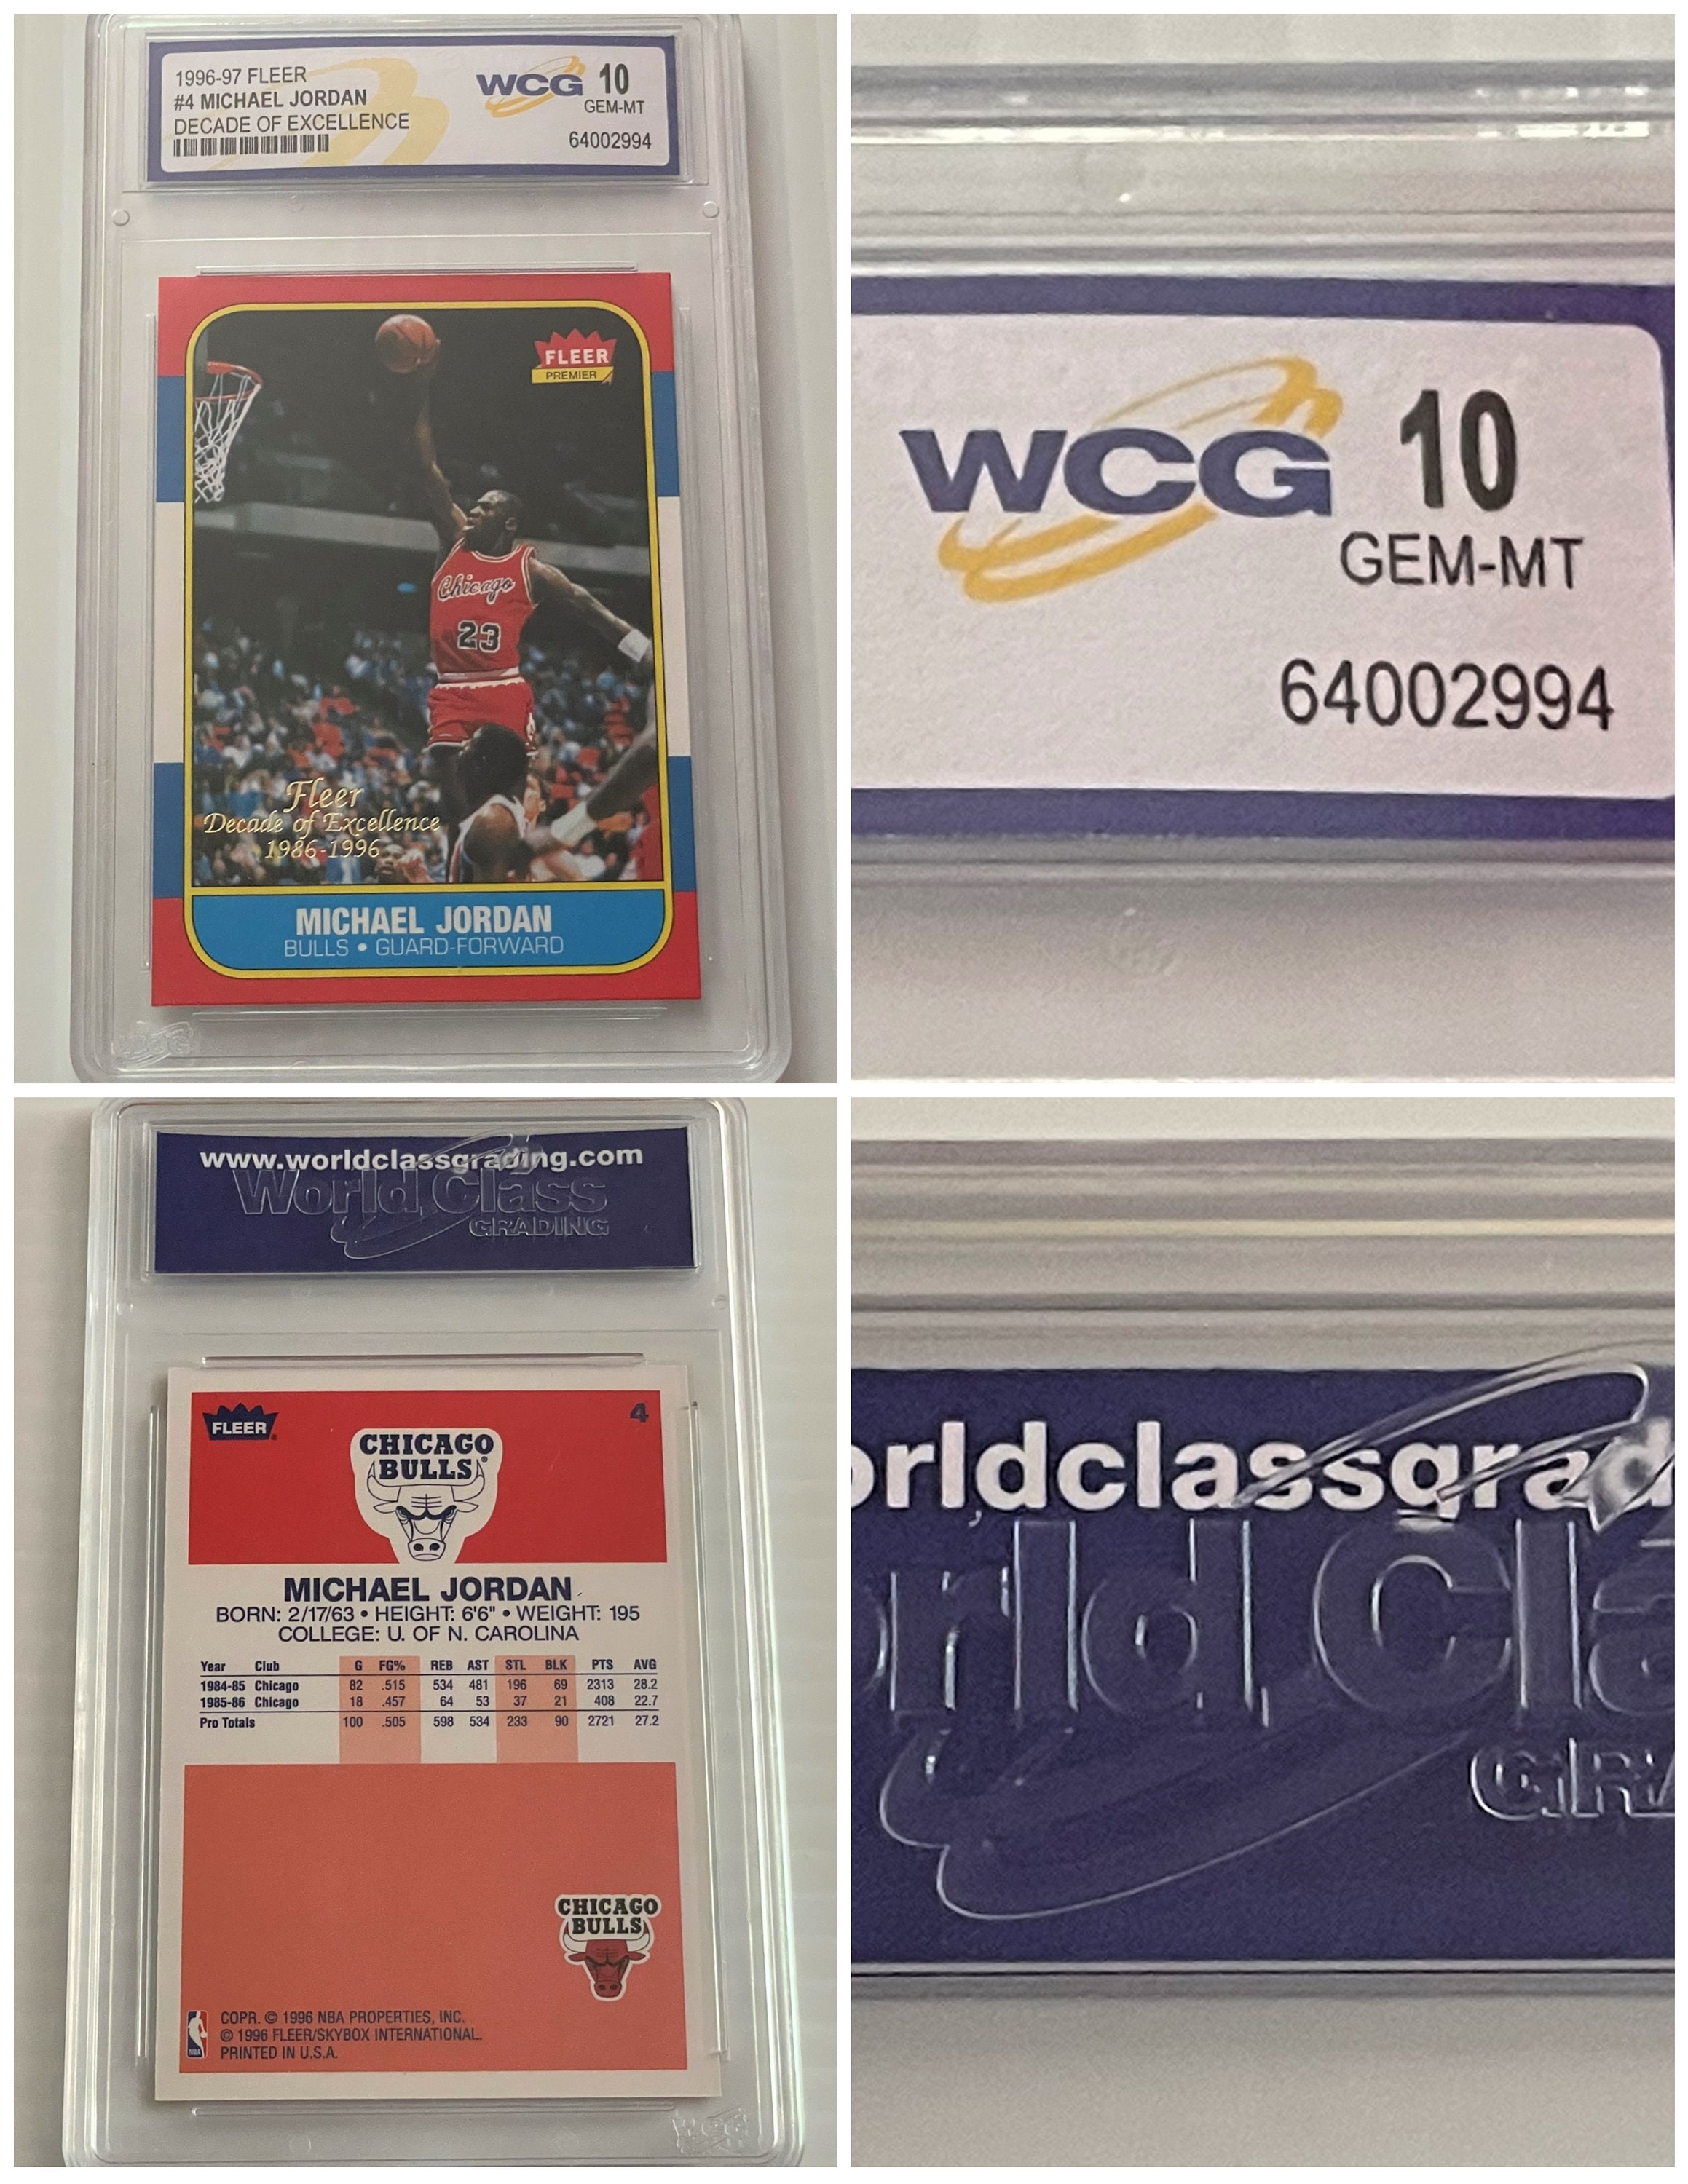 1996-97 FLEER
#4 MICHAEL JORDAN
DECADE OF EXCELLENCE
WCG 10
GEM-MT
64002994
FLEER
PREMIER
Chicago
23
Fleer
Decade of Excellence
1986-1996
MICHAEL JORDAN
BULLS • GUARD-FORWARD
WCG
WCG 10
GEM-MT
64002994
www.worldclassgrading.com
World Class
GRADING
FLEER
4
CHICAGO
BULLS
MICHAEL JORDAN
BORN: 2/17/63 • HEIGHT: 6'6" • WEIGHT: 195
COLLEGE: U. OF N. CAROLINA
Year Club G FG% REB AST STL BLK PTS AVG
1984-85 Chicago 82 .515 534 481 196 69 2313 28.2
1985-86 Chicago 18 .457 64 53 37 21 408 22.7
Pro Totals 100 .505 598 534 233 90 2721 27.2
CHICAGO
BULLS
NBA
COPR. © 1996 NBA PROPERTIES, INC.
© 1996 FLEER/SKYBOX INTERNATIONAL.
PRINTED IN U.S.A.
WCG
orldclassgrad
orld Cla
GRA